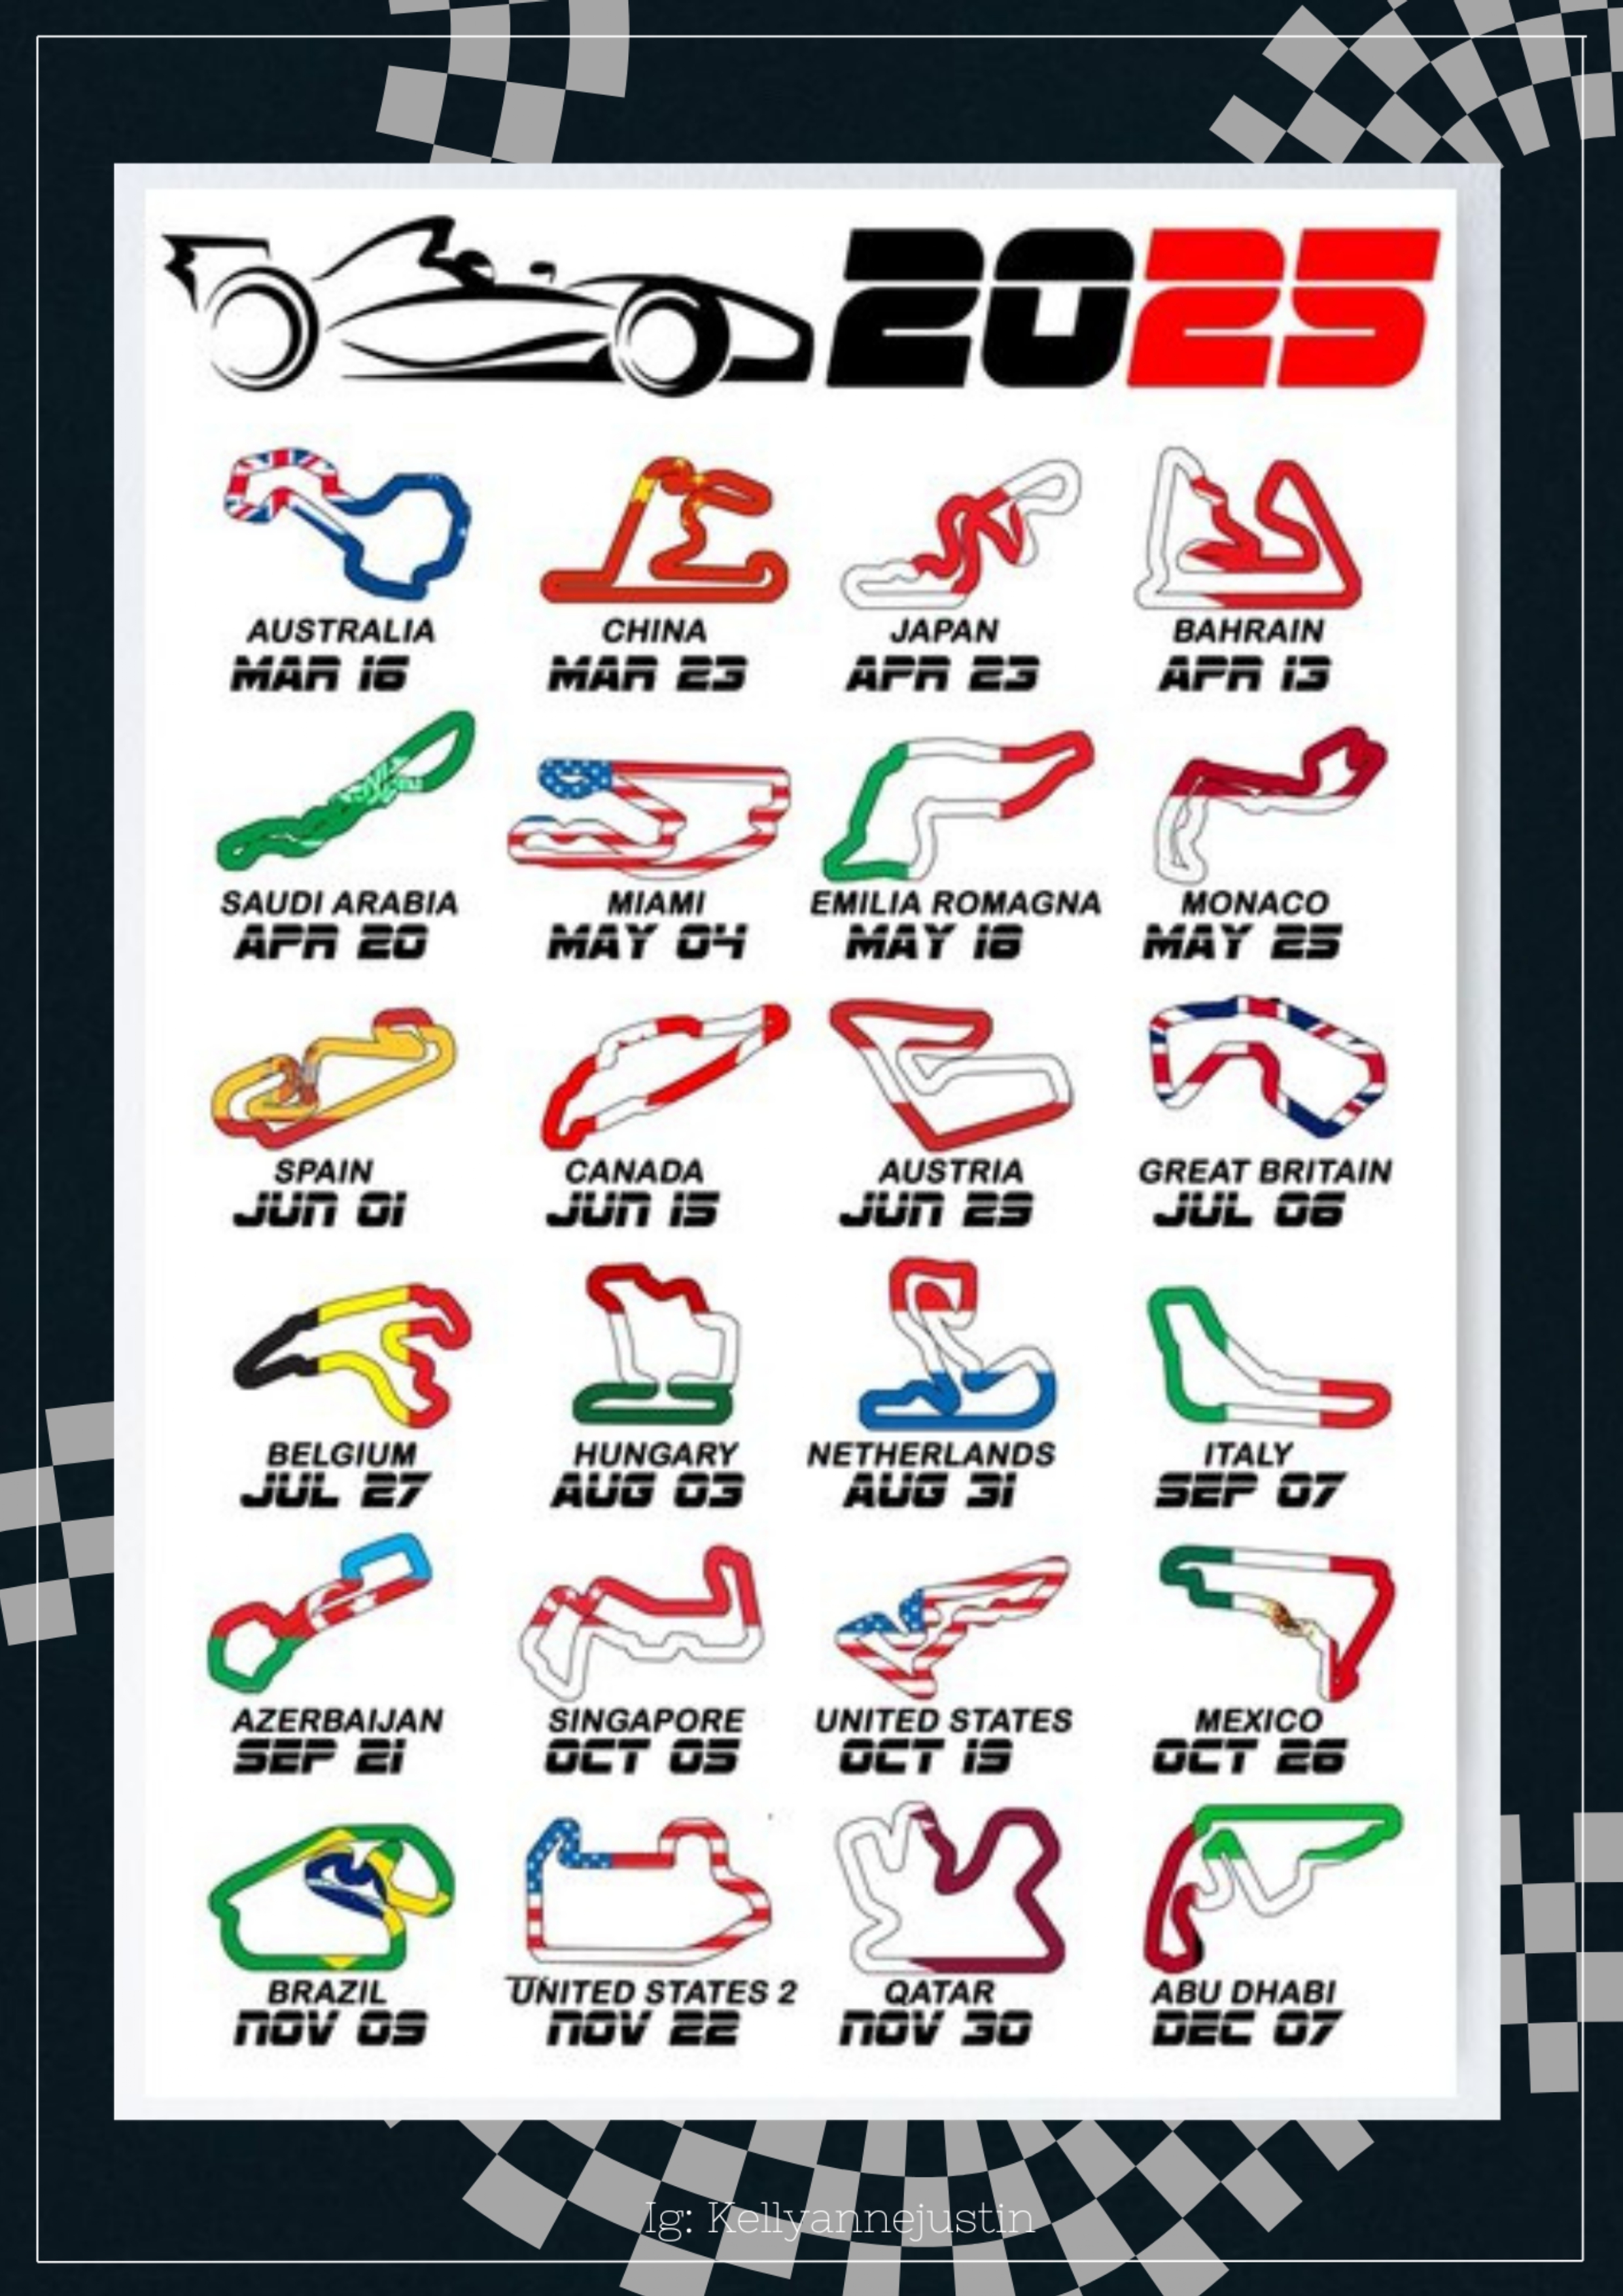 2025
AUSTRALIA CHINA JAPAN BAHRAIN
MAR 16 MAR 23 APR 23 APR 13
SAUDI ARABIA MIAMI EMILIA ROMAGNA MONACO
APR 20 MAY 04 MAY 18 MAY 25
SPAIN CANADA AUSTRIA GREAT BRITAIN
JUN 01 JUN 15 JUN 29 JUL 06
BELGIUM HUNGARY NETHERLANDS ITALY
JUL 27 AUG 03 AUG 31 SEP 07
AZERBAIJAN SINGAPORE UNITED STATES MEXICO
SEP 21 OCT 05 OCT 19 OCT 26
BRAZIL UNITED STATES 2 QATAR ABU DHABI
NOV 09 NOV 22 NOV 30 DEC 07
Ig: Kellyannejustin